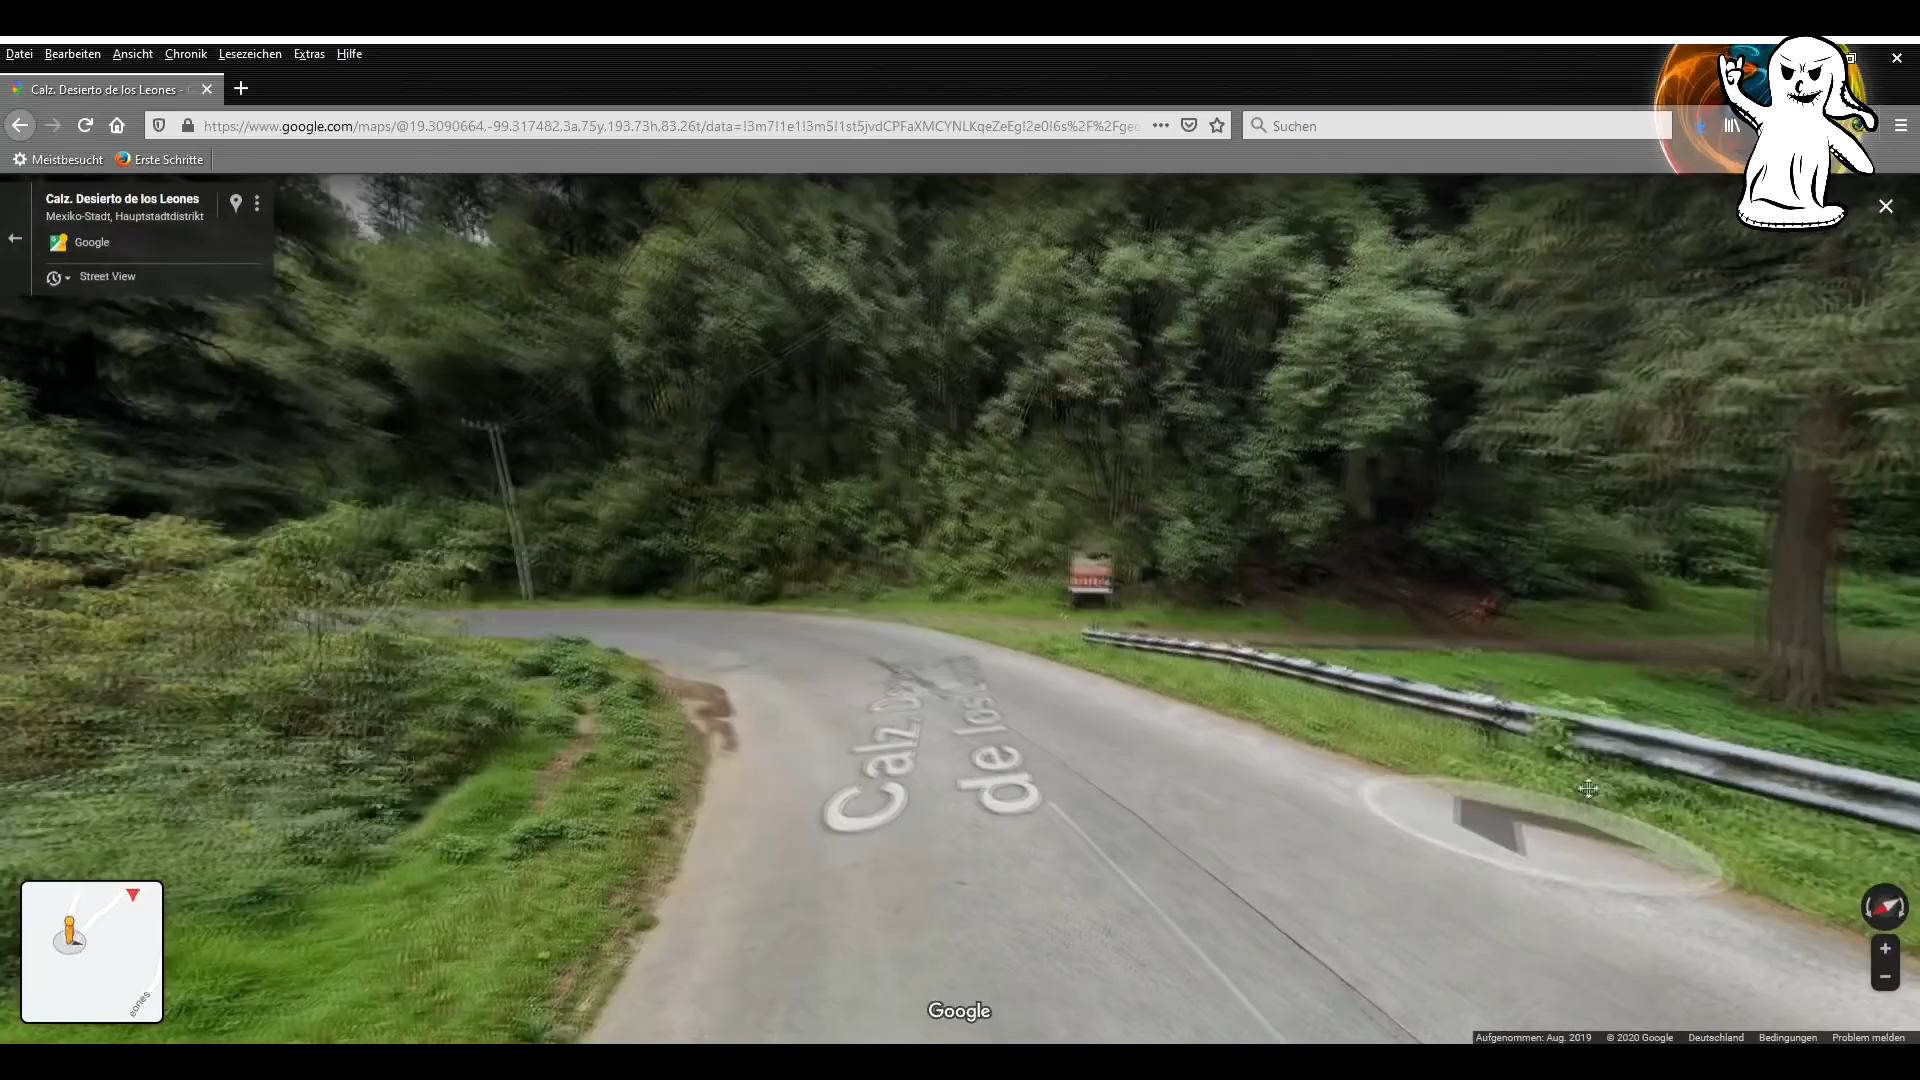 Datei Bearbeiten Ansicht Chronik Lesezeichen Extras Hilfe
Calz. Desierto de los Leones -
https://www.google.com/maps/@19.3090664,-99.317482,3a,75y,193.73h,83.26t/data=!3m7!1e1!3m5!1st5jvdCPFaXMCYNLKqeZeEg!2e0!6s%2F%2Fgeo
Suchen
Meistbesucht Erste Schritte
Calz. Desierto de los Leones
Mexiko-Stadt, Hauptstadtdistrikt
Google
Street View
Calz
de los
eones
Google
Aufgenommen: Aug. 2019 © 2020 Google Deutschland Bedingungen Problem melden